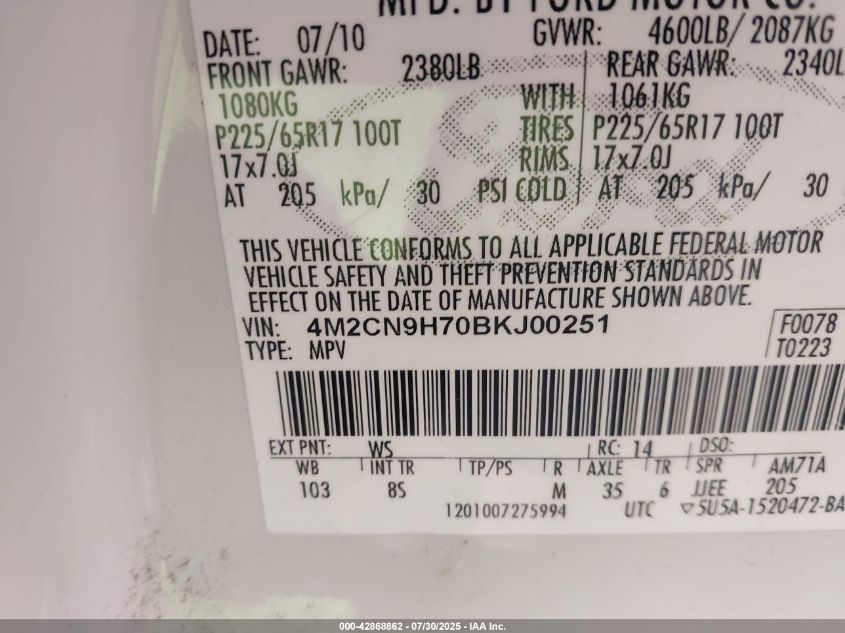 MFD. BY FORD MOTOR CO.
DATE: 07/10 GVWR: 4600LB/ 2087KG
FRONT GAWR: 2380LB REAR GAWR: 2340L
1080KG WITH 1061KG
P225/65R17 100T TIRES P225/65R17 100T
17x7.0J RIMS 17x7.0J
AT 205 kPa/ 30 PSI COLD AT 205 kPa/ 30
THIS VEHICLE CONFORMS TO ALL APPLICABLE FEDERAL MOTOR
VEHICLE SAFETY AND THEFT PREVENTION STANDARDS IN
EFFECT ON THE DATE OF MANUFACTURE SHOWN ABOVE.
VIN: 4M2CN9H70BKJ00251 F0078
TYPE: MPV T0223
EXT PNT: WS RC: 14 DSO:
WB INT TR TP/PS R AXLE TR SPR AM71A
103 8S M 35 6 JJEE 205
1201007275994 UTC ▽5U5A-1520472-BA
000-42868862 / 07/30/2025 - IAA Inc.